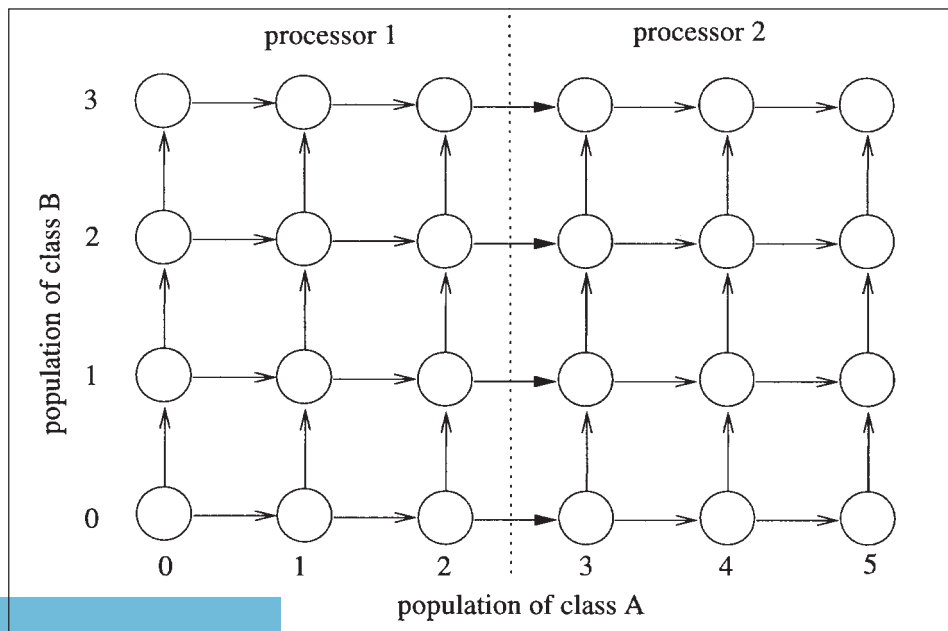 processor 1
processor 2
3
2
1
0
population of class B
0
1
2
3
4
5
population of class A